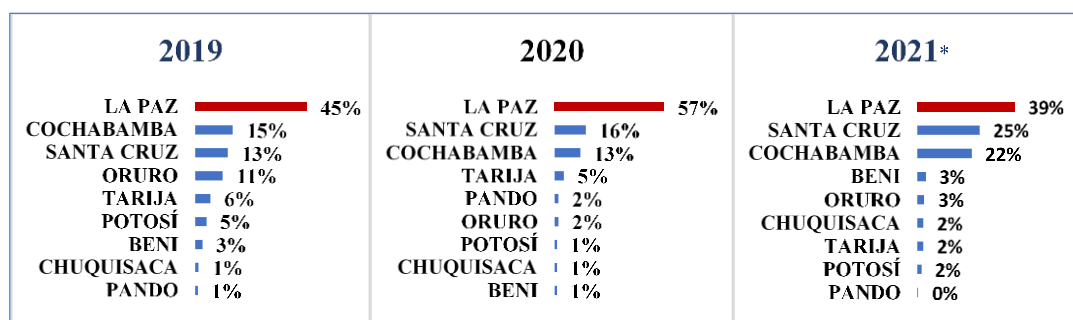 2019
LA PAZ 45%
COCHABAMBA 15%
SANTA CRUZ 13%
ORURO 11%
TARIJA 6%
POTOSÍ 5%
BENI 3%
CHUQUISACA 1%
PANDO 1%
2020
LA PAZ 57%
SANTA CRUZ 16%
COCHABAMBA 13%
TARIJA 5%
PANDO 2%
ORURO 2%
POTOSÍ 1%
CHUQUISACA 1%
BENI 1%
2021*
LA PAZ 39%
SANTA CRUZ 25%
COCHABAMBA 22%
BENI 3%
ORURO 3%
CHUQUISACA 2%
TARIJA 2%
POTOSÍ 2%
PANDO 0%